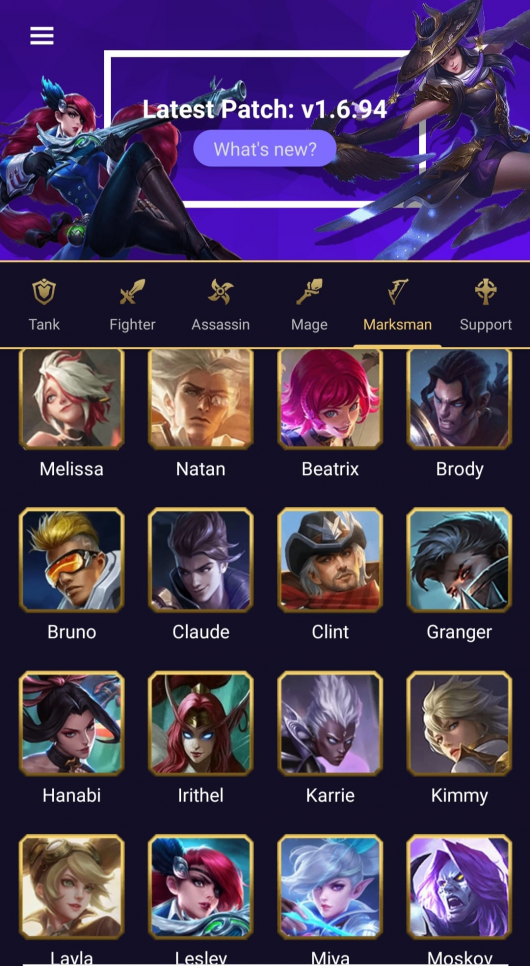 Latest Patch: v1.6.94
What's new?
Tank Fighter Assassin Mage Marksman Support
Melissa Natan Beatrix Brody
Bruno Claude Clint Granger
Hanabi Irithel Karrie Kimmy
Layla Lesley Miya Moskov